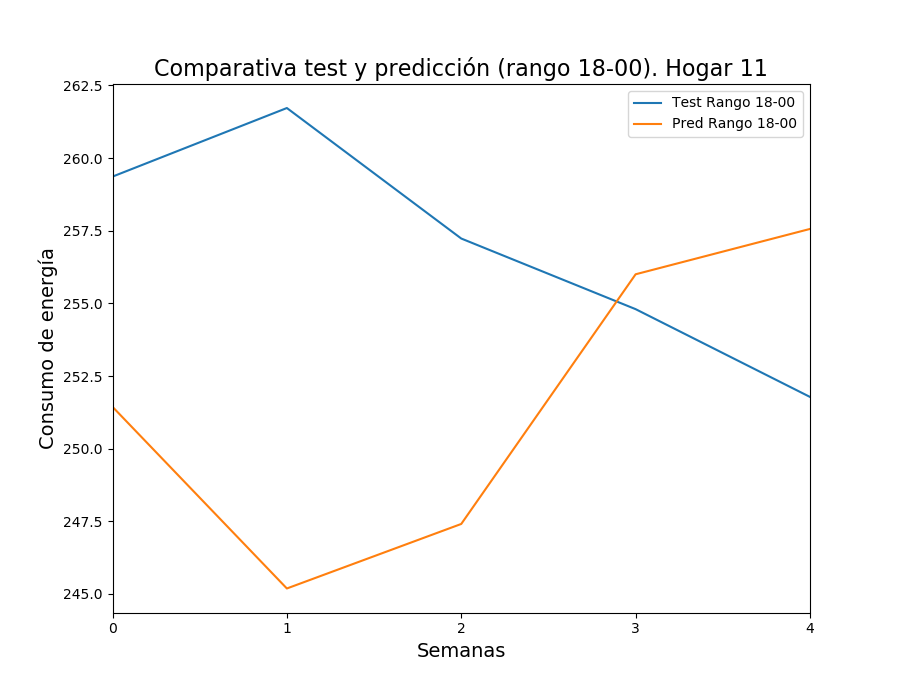 Comparativa test y predicción (rango 18-00). Hogar 11
Test Rango 18-00
Pred Rango 18-00
262.5
260.0
257.5
255.0
252.5
250.0
247.5
245.0
Consumo de energía
0 1 2 3 4
Semanas